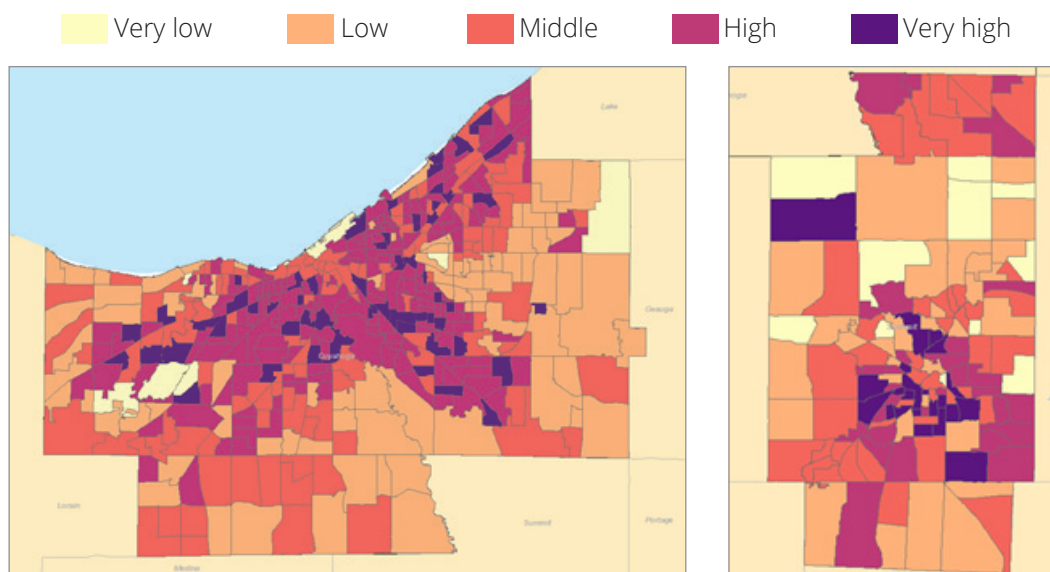 Very low
Low
Middle
High
Very high
Lake
Geauga
Cuyahoga
Lorain
Summit
Portage
Medina